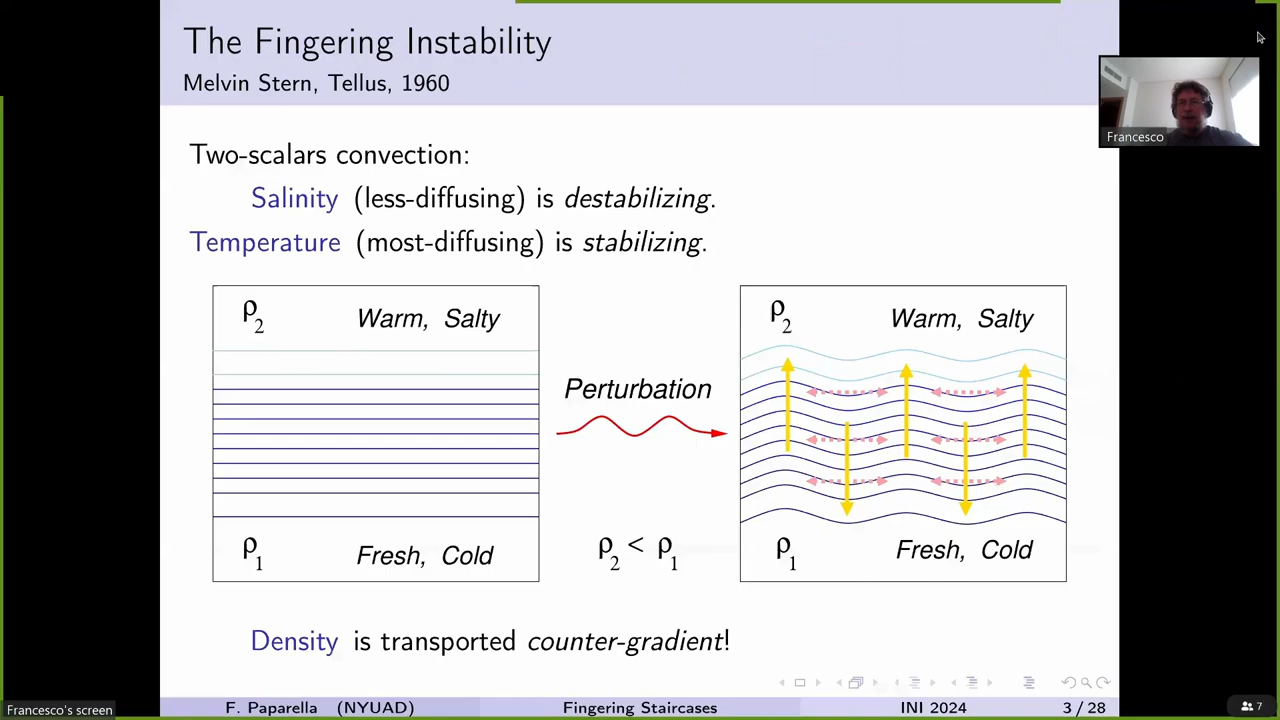 The Fingering Instability
Melvin Stern, Tellus, 1960
Francesco
Two-scalars convection:
Salinity (less-diffusing) is destabilizing.
Temperature (most-diffusing) is stabilizing.
ρ2 Warm, Salty
ρ2 Warm, Salty
Perturbation
ρ1 Fresh, Cold
ρ2 < ρ1
ρ1 Fresh, Cold
Density is transported counter-gradient!
Francesco's screen
F. Paparella (NYUAD) Fingering Staircases INI 2024 3 / 28
7